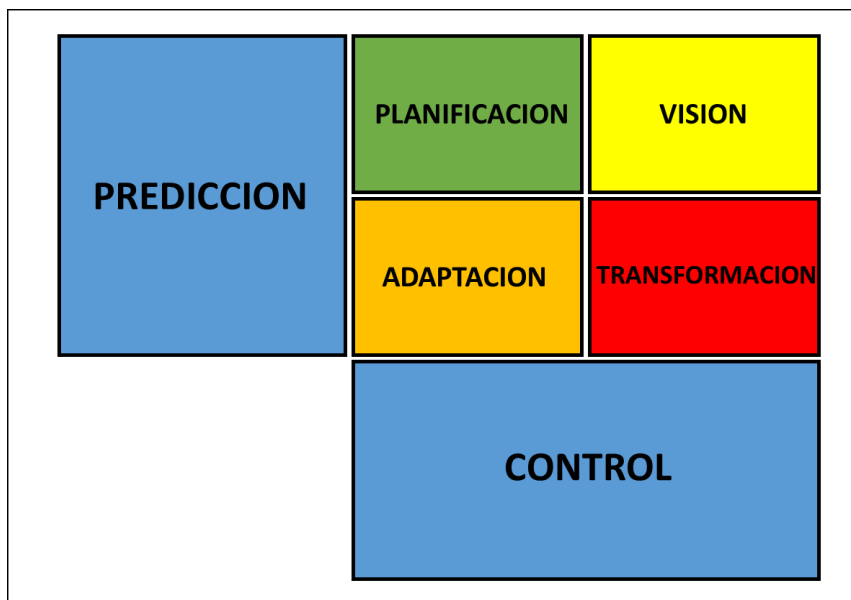 PLANIFICACION
VISION
PREDICCION
ADAPTACION
TRANSFORMACION
CONTROL